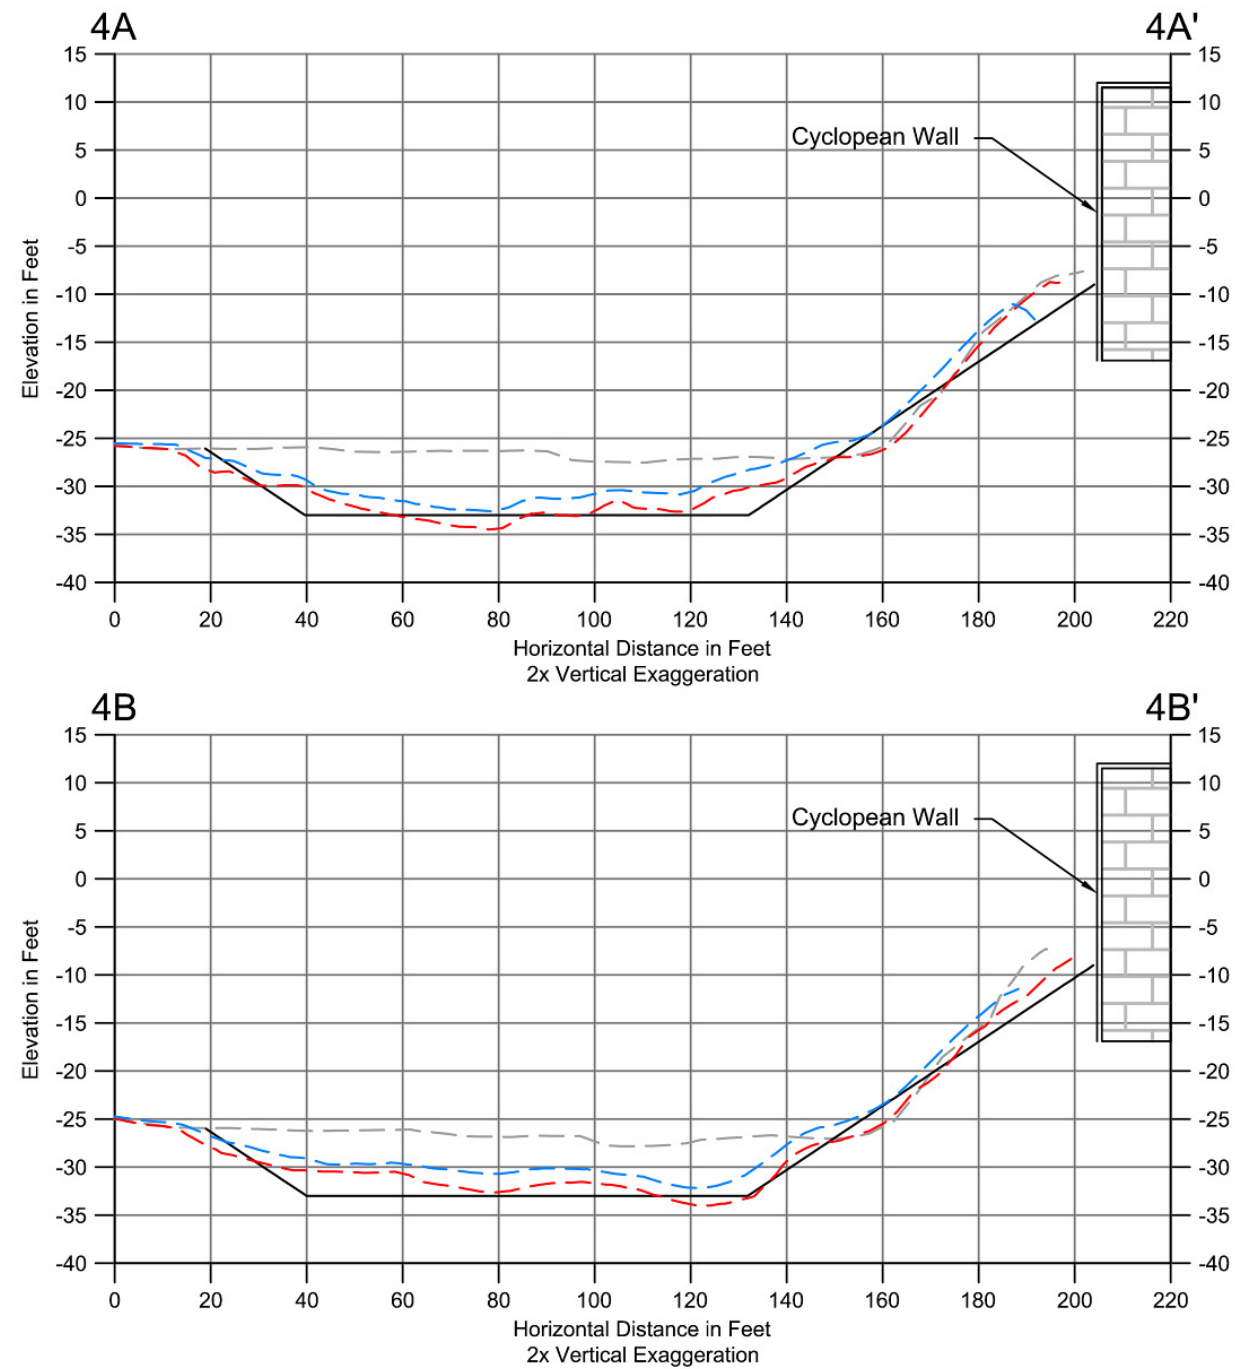 4A 4A'
15 15
10 10
Cyclopean Wall
5 5
0 0
-5 -5
-10 -10
-15 -15
-20 -20
-25 -25
-30 -30
-35 -35
-40 -40
Elevation in Feet
0 20 40 60 80 100 120 140 160 180 200 220
Horizontal Distance in Feet
2x Vertical Exaggeration
4B 4B'
15 15
10 10
Cyclopean Wall
5 5
0 0
-5 -5
-10 -10
-15 -15
-20 -20
-25 -25
-30 -30
-35 -35
-40 -40
Elevation in Feet
0 20 40 60 80 100 120 140 160 180 200 220
Horizontal Distance in Feet
2x Vertical Exaggeration